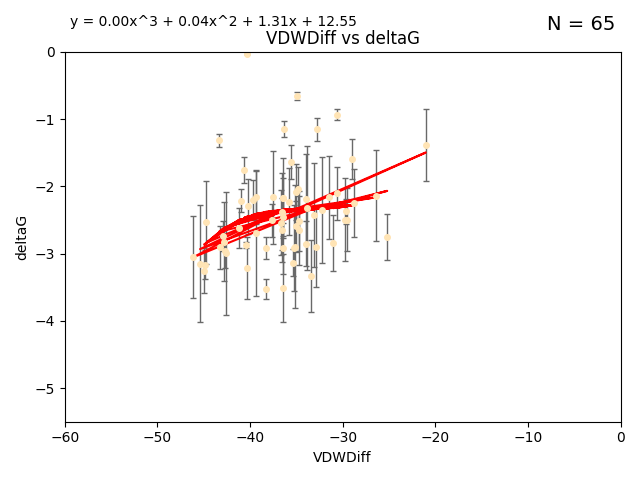 y = 0.00x^3 + 0.04x^2 + 1.31x + 12.55
N = 65
VDWDiff vs deltaG
0
−1
−2
−3
−4
−5
deltaG
−60 −50 −40 −30 −20 −10 0
VDWDiff